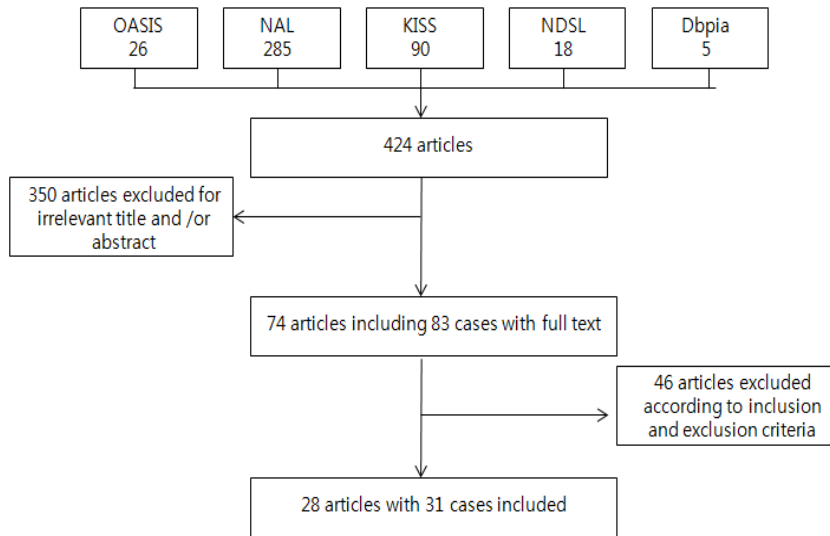 OASIS
26
NAL
285
KISS
90
NDSL
18
Dbpia
5
424 articles
350 articles excluded for
irrelevant title and /or
abstract
74 articles including 83 cases with full text
46 articles excluded
according to inclusion
and exclusion criteria
28 articles with 31 cases included